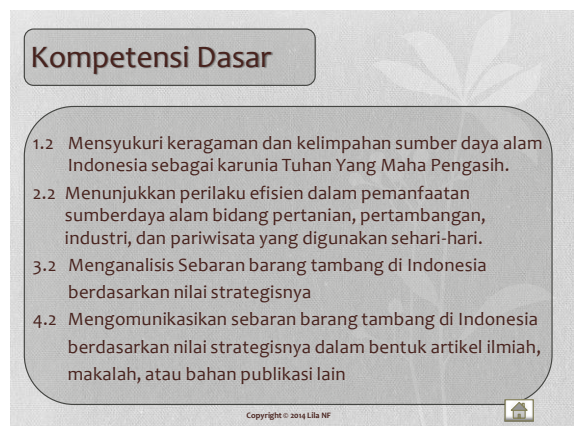 Kompetensi Dasar
1.2 Mensyukuri keragaman dan kelimpahan sumber daya alam
Indonesia sebagai karunia Tuhan Yang Maha Pengasih.
2.2 Menunjukkan perilaku efisien dalam pemanfaatan
sumberdaya alam bidang pertanian, pertambangan,
industri, dan pariwisata yang digunakan sehari-hari.
3.2 Menganalisis Sebaran barang tambang di Indonesia
berdasarkan nilai strategisnya
4.2 Mengomunikasikan sebaran barang tambang di Indonesia
berdasarkan nilai strategisnya dalam bentuk artikel ilmiah,
makalah, atau bahan publikasi lain
Copyright © 2014 Lila NF